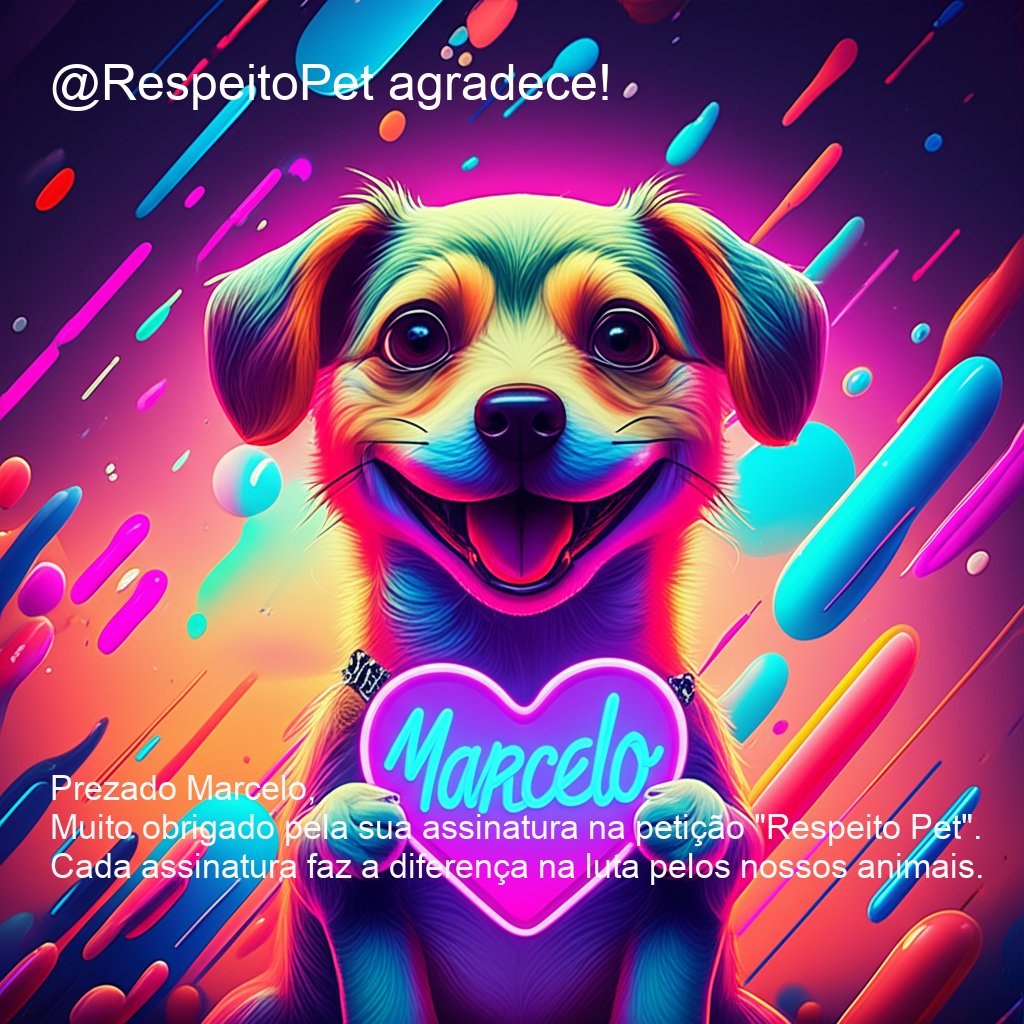 @RespeitoPet agradece!
Marcelo
Prezado Marcelo,
Muito obrigado pela sua assinatura na petição "Respeito Pet".
Cada assinatura faz a diferença na luta pelos nossos animais.